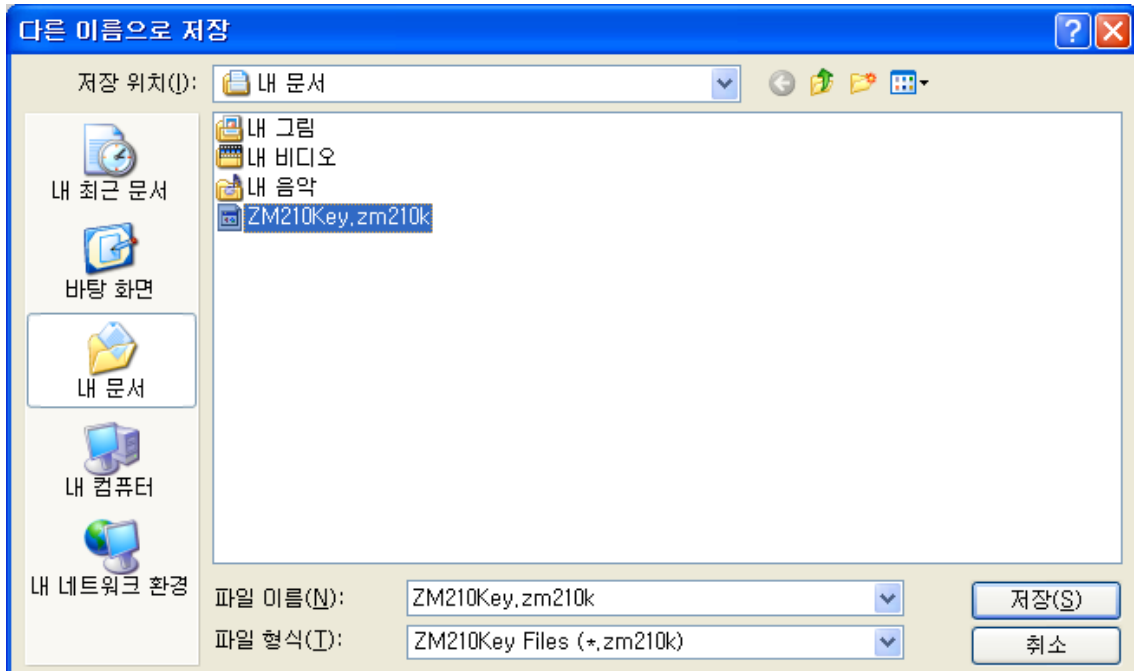 다른 이름으로 저장
저장 위치(I):
내 문서
내 최근 문서
바탕 화면
내 문서
내 컴퓨터
내 네트워크 환경
내 그림
내 비디오
내 음악
ZM210Key.zm210k
파일 이름(N):
ZM210Key.zm210k
저장(S)
파일 형식(T):
ZM210Key Files (*.zm210k)
취소